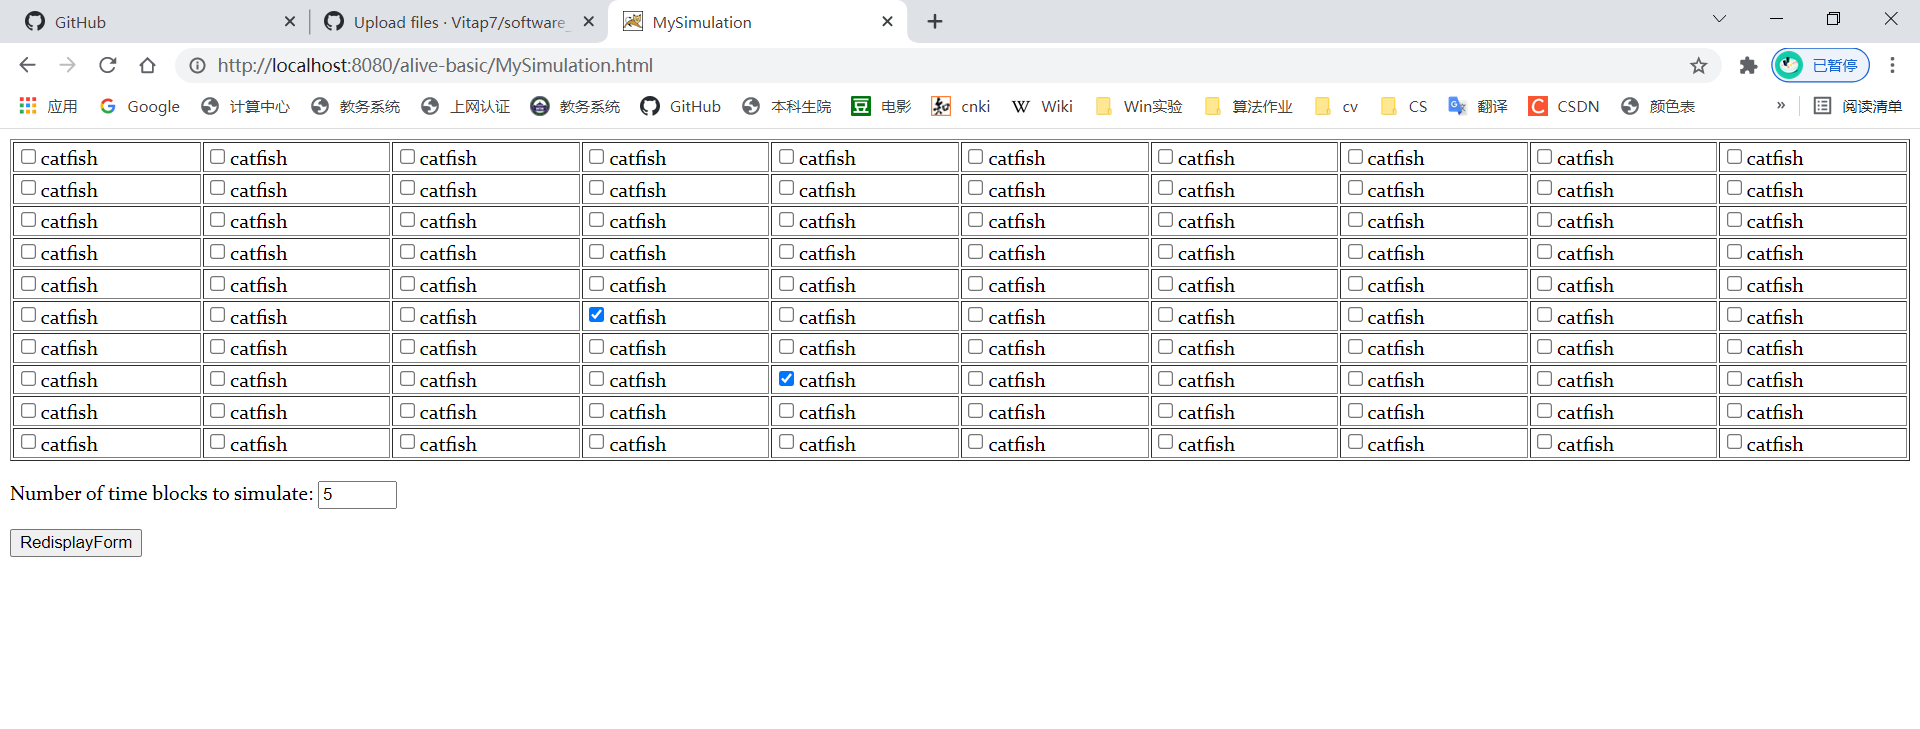 GitHub
Upload files · Vitap7/software_
MySimulation
http://localhost:8080/alive-basic/MySimulation.html
已暂停
应用 Google 计算中心 教务系统 上网认证 教务系统 GitHub 本科生院 电影 cnki Wiki Win实验 算法作业 cv CS 翻译 CSDN 颜色表 » 阅读清单
catfish catfish catfish catfish catfish catfish catfish catfish catfish catfish
catfish catfish catfish catfish catfish catfish catfish catfish catfish catfish
catfish catfish catfish catfish catfish catfish catfish catfish catfish catfish
catfish catfish catfish catfish catfish catfish catfish catfish catfish catfish
catfish catfish catfish catfish catfish catfish catfish catfish catfish catfish
catfish catfish catfish catfish catfish catfish catfish catfish catfish catfish
catfish catfish catfish catfish catfish catfish catfish catfish catfish catfish
catfish catfish catfish catfish catfish catfish catfish catfish catfish catfish
catfish catfish catfish catfish catfish catfish catfish catfish catfish catfish
catfish catfish catfish catfish catfish catfish catfish catfish catfish catfish
Number of time blocks to simulate: 5
RedisplayForm